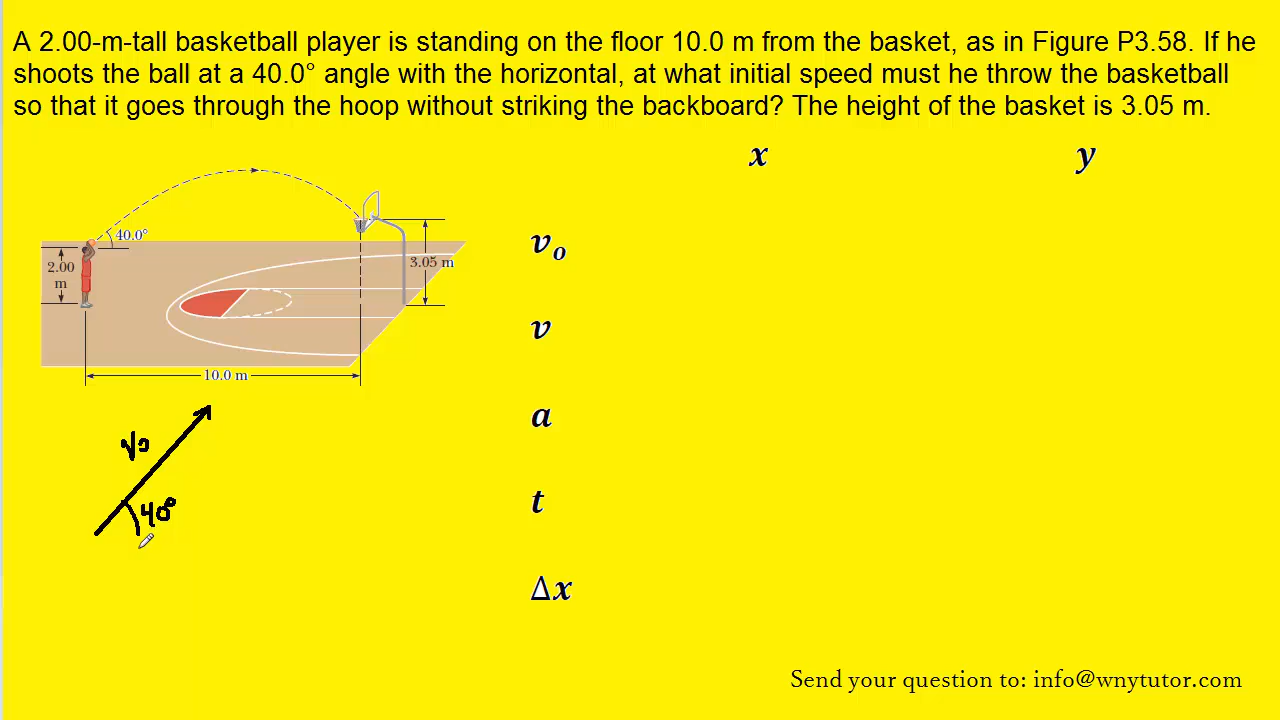 A 2.00-m-tall basketball player is standing on the floor 10.0 m from the basket, as in Figure P3.58. If he
shoots the ball at a 40.0° angle with the horizontal, at what initial speed must he throw the basketball
so that it goes through the hoop without striking the backboard? The height of the basket is 3.05 m.
x y
40.0°
2.00
m
3.05 m
10.0 m
v₀
40°
vₒ
v
a
t
Δx
Send your question to: info@wnytutor.com